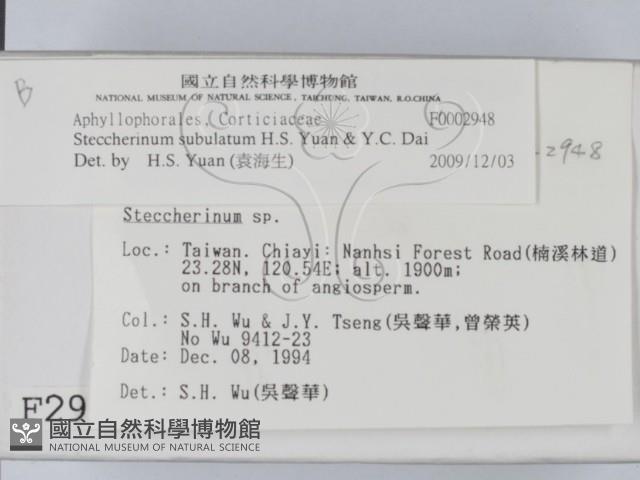 B
國立自然科學博物館
NATIONAL MUSEUM OF NATURAL SCIENCE, TAICHUNG, TAIWAN, R.O.CHINA
Aphyllophorales, Corticiaceae F0002948
Steccherinum subulatum H.S. Yuan & Y.C. Dai
Det. by H.S. Yuan (袁海生) 2009/12/03
-2948
Steccherinum sp.
Loc.: Taiwan. Chiayi: Nanhsi Forest Road(楠溪林道)
23.28N, 120.54E; alt. 1900m;
on branch of angiosperm.
Col.: S.H. Wu & J.Y. Tseng(吳聲華,曾榮英)
No Wu 9412-23
Date: Dec. 08, 1994
Det.: S.H. Wu(吳聲華)
F29
國立自然科學博物館
NATIONAL MUSEUM OF NATURAL SCIENCE